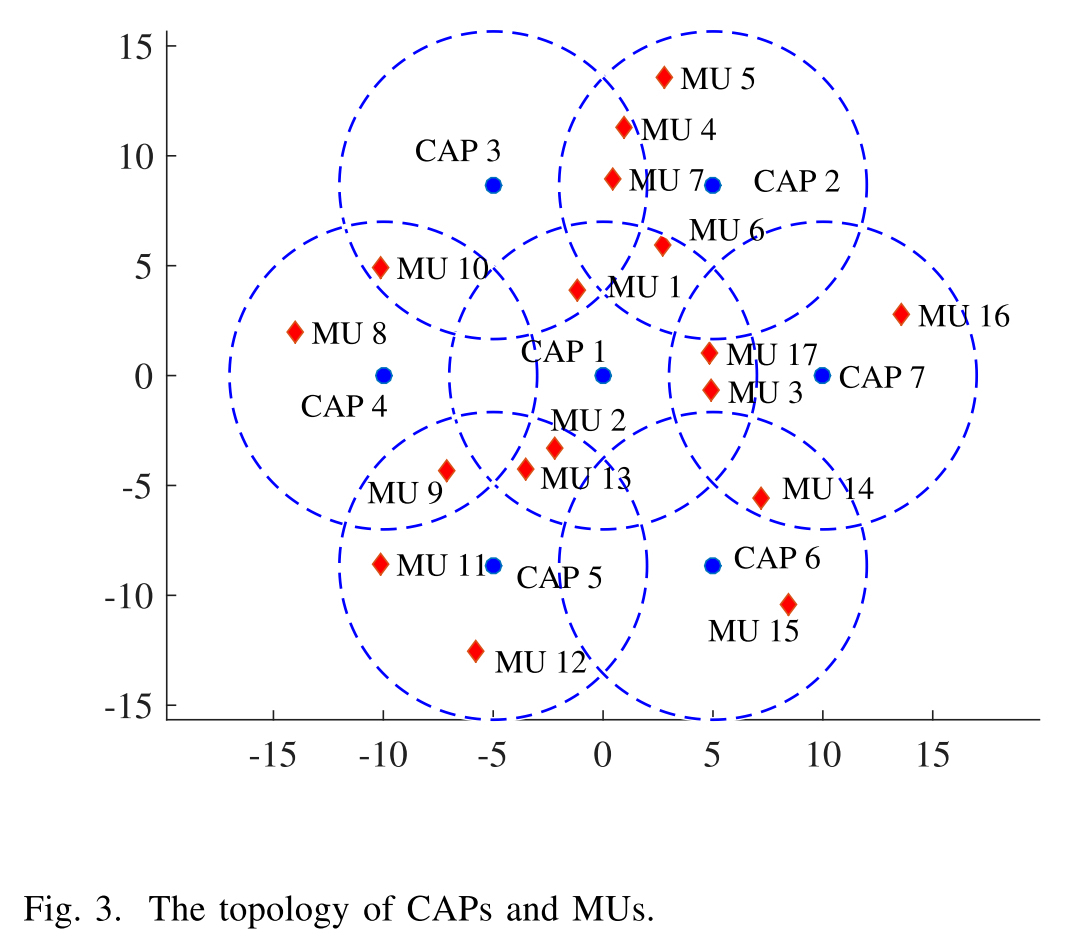 15
MU 5
MU 4
CAP 3
10
MU 7
CAP 2
MU 6
5
MU 10
MU 1
MU 16
MU 8
CAP 1
MU 17
0
CAP 7
MU 3
CAP 4
MU 2
-5
MU 13
MU 9
MU 14
CAP 6
MU 11
CAP 5
-10
MU 15
MU 12
-15
-15 -10 -5 0 5 10 15
Fig. 3. The topology of CAPs and MUs.